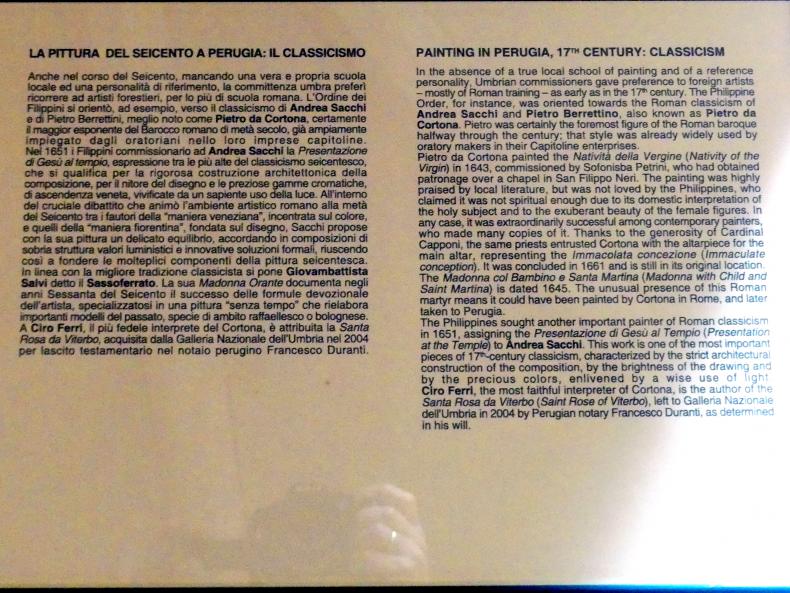 LA PITTURA DEL SEICENTO A PERUGIA: IL CLASSICISMO
Anche nel corso del Seicento, mancando una vera e propria scuola
locale ed una personalità di riferimento, la committenza umbra preferì
ricorrere ad artisti forestieri, per lo più di scuola romana. L'Ordine dei
Filippini si orientò, ad esempio, verso il classicismo di Andrea Sacchi
e di Pietro Berrettini, meglio noto come Pietro da Cortona, certamente
il maggior esponente del Barocco romano di metà secolo, già ampiamente
impiegato dagli oratoriani nelle loro imprese capitoline.
Nel 1651 i Filippini commissionario ad Andrea Sacchi la Presentazione
di Gesù al tempio, espressione tre le più alte del classicismo seicentesco,
che si qualifica per la rigorosa costruzione architettonica della
composizione, per il nitore del disegno e le preziose gamme cromatiche,
di ascendenza veneta, vivificate da un sapiente uso della luce. All'interno
del cruciale dibattito che animò l'ambiente artistico romano alla metà
del Seicento tra i fautori della "maniera veneziana", incentrata sul colore,
e quelli della "maniera fiorentina", fondata sul disegno, Sacchi propose
con la sua pittura un delicato equilibrio, accordando in composizioni di
sobria struttura valori luministici e innovative soluzioni formali, riuscendo
così a fondere le molteplici componenti della pittura seicentesca.
In linea con la migliore tradizione classicista si pone Giovambattista
Salvi detto il Sassoferrato. La sua Madonna Orante documenta negli
anni Sessanta del Seicento il successo delle formule devozionale
dell'artista, specializzatosi in una pittura "senza tempo" che rielabora
importanti modelli del passato, specie di ambito raffaellesco o bolognese.
A Ciro Ferri, il più fedele interprete del Cortona, è attribuita la Santa
Rosa da Viterbo, acquisita dalla Galleria Nazionale dell'Umbria nel 2004
per lascito testamentario nel notaio perugino Francesco Duranti.
PAINTING IN PERUGIA, 17TH CENTURY: CLASSICISM
In the absence of a true local school of painting and of a reference
personality, Umbrian commissioners gave preference to foreign artists
– mostly of Roman training – as early as in the 17th century. The Philippine
Order, for instance, was oriented towards the Roman classicism of
Andrea Sacchi and Pietro Berrettino, also known as Pietro da
Cortona. Pietro was certainly the foremost figure of the Roman baroque
halfway through the century; that style was already widely used by
oratory makers in their Capitoline enterprises.
Pietro da Cortona painted the Natività della Vergine (Nativity of the
Virgin) in 1643, commissioned by Sofonisba Petrini, who had obtained
patronage over a chapel in San Filippo Neri. The painting was highly
praised by local literature, but was not loved by the Philippines, who
claimed it was not spiritual enough due to its domestic interpretation of
the holy subject and to the exuberant beauty of the female figures. In
any case, it was extraordinarily successful among contemporary painters,
who made many copies of it. Thanks to the generosity of Cardinal
Capponi, the same priests entrusted Cortona with the altarpiece for the
main altar, representing the Immacolata concezione (Immaculate
conception). It was concluded in 1661 and is still in its original location.
The Madonna col Bambino e Santa Martina (Madonna with Child and
Saint Martina) is dated 1645. The unusual presence of this Roman
martyr means it could have been painted by Cortona in Rome, and later
taken to Perugia.
The Philippines sought another important painter of Roman classicism
in 1651, assigning the Presentazione di Gesù al Tempio (Presentation
at the Temple) to Andrea Sacchi. This work is one of the most important
pieces of 17th-century classicism, characterized by the strict architectural
construction of the composition, by the brightness of the drawing and
by the precious colors, enlivened by a wise use of light.
Ciro Ferri, the most faithful interpreter of Cortona, is the author of the
Santa Rosa da Viterbo (Saint Rose of Viterbo), left to Galleria Nazionale
dell'Umbria in 2004 by Perugian notary Francesco Duranti, as determined
in his will.